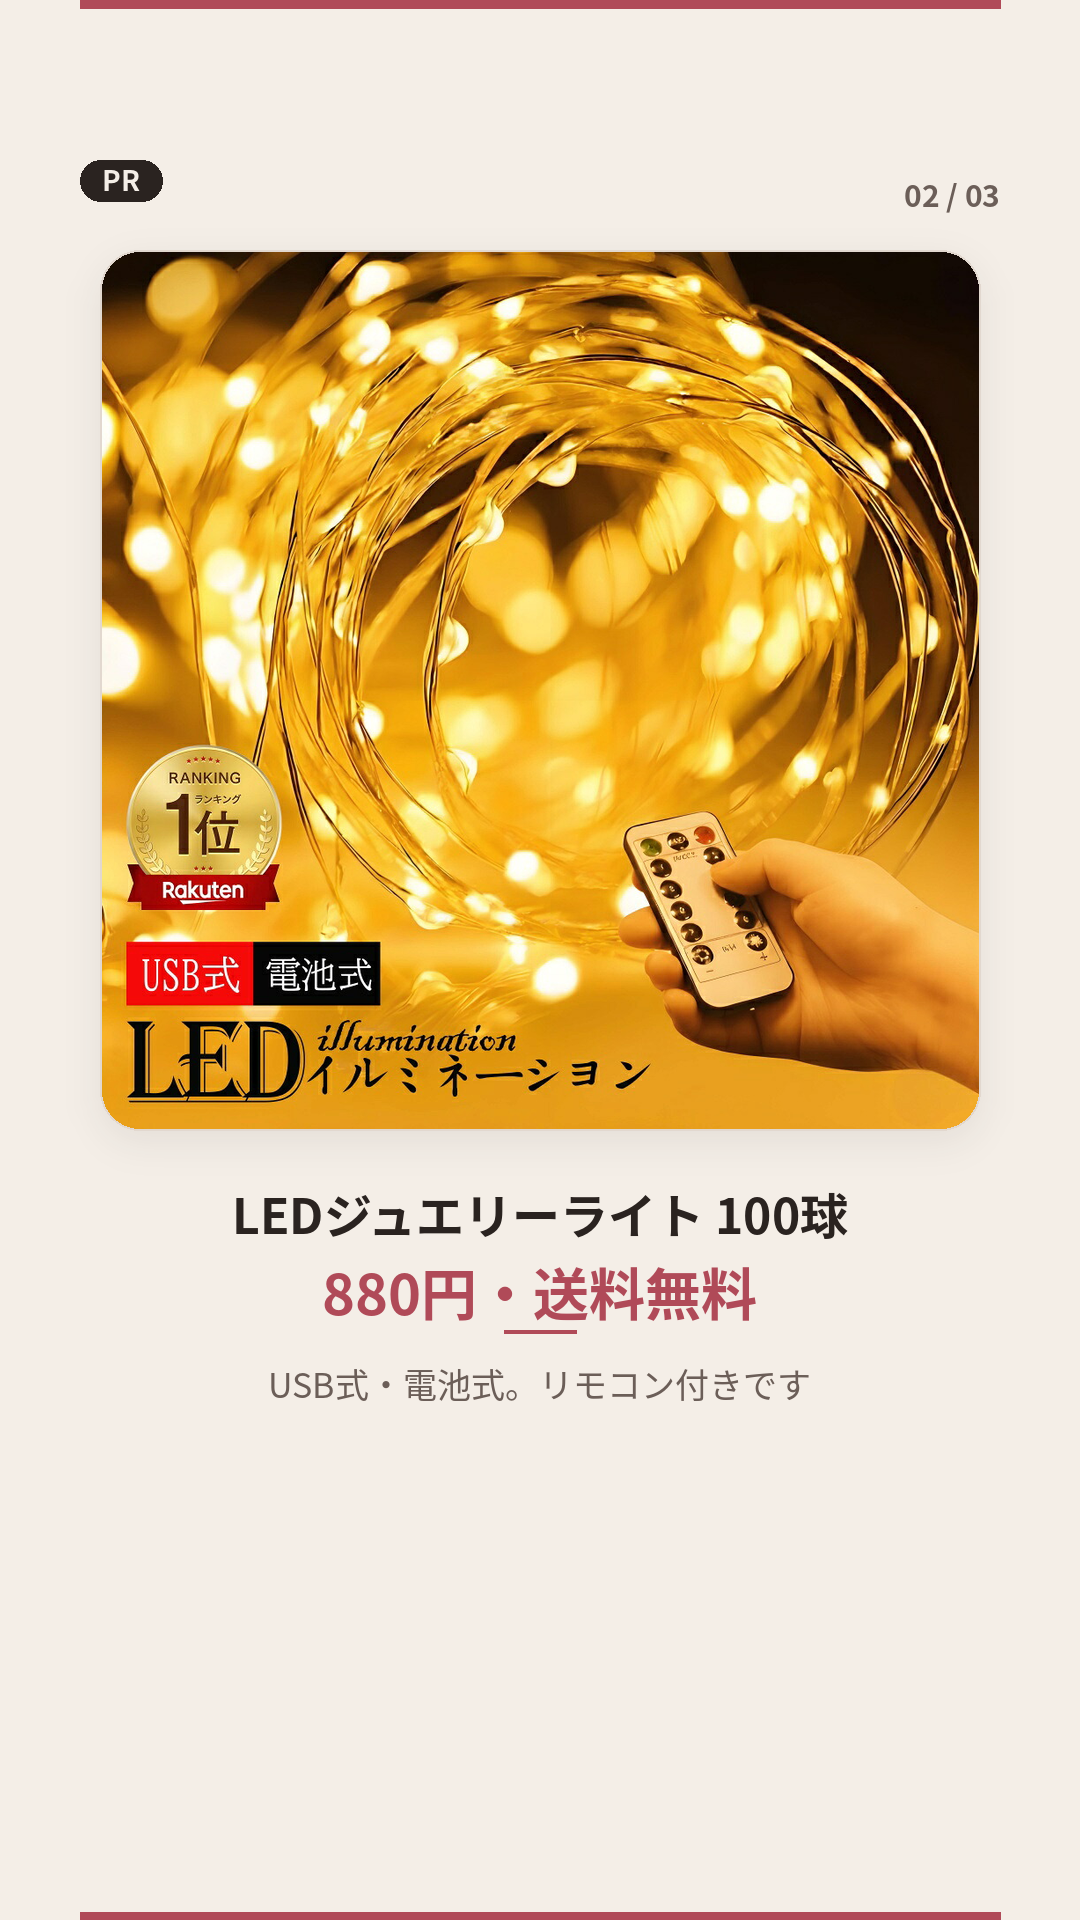 PR
02 / 03
RANKING
ランキング
1位
Rakuten
USB式 電池式
LED illumination
イルミネーション
LEDジュエリーライト 100球
880円・送料無料
USB式・電池式。リモコン付きです